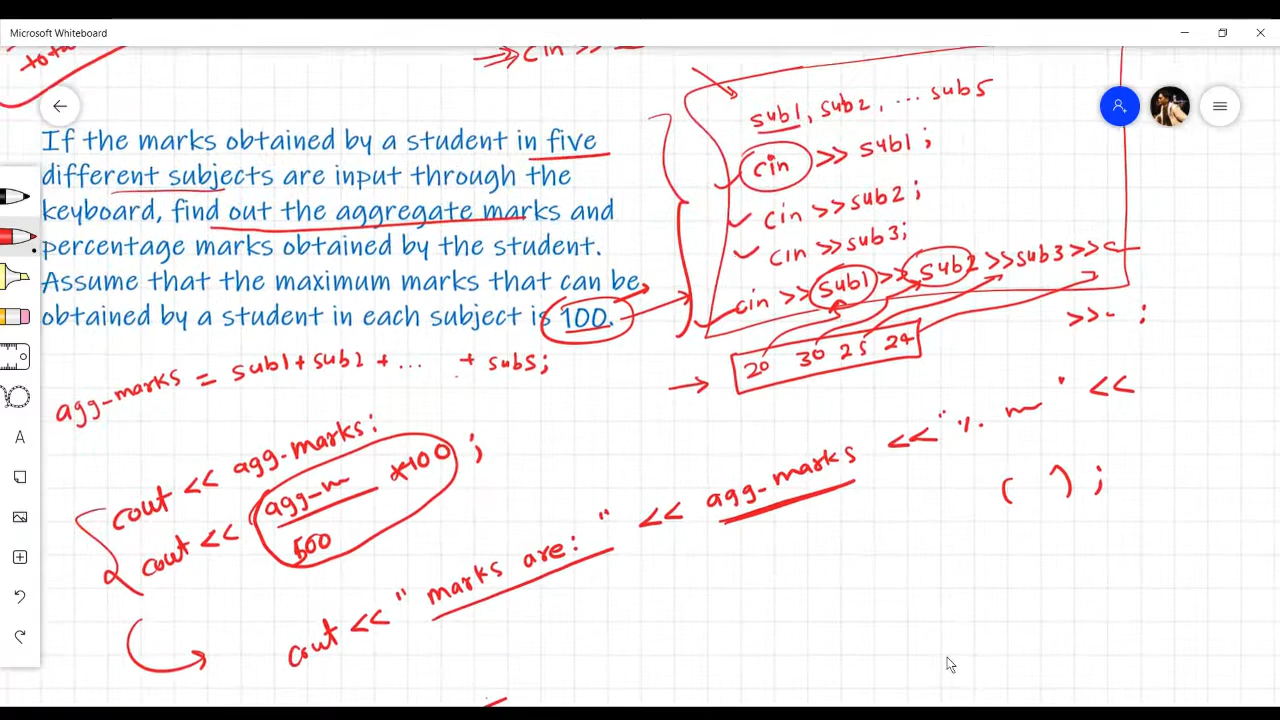 Microsoft Whiteboard
total
cin >>
If the marks obtained by a student in five
different subjects are input through the
keyboard, find out the aggregate marks and
percentage marks obtained by the student.
Assume that the maximum marks that can be
obtained by a student in each subject is 100.
sub1, sub2, ... sub5
cin >> sub1;
cin >> sub2;
cin >> sub3;
cin >> sub1 >> sub2 >> sub3 >>
>> - ;
20 30 25 24
agg-marks = sub1 + sub2 + ... + sub5;
cout << agg-marks;
cout << agg-m / 500 * 100 ;
cout << "marks are: " << agg-marks << "%. " <<
( ) ;
A